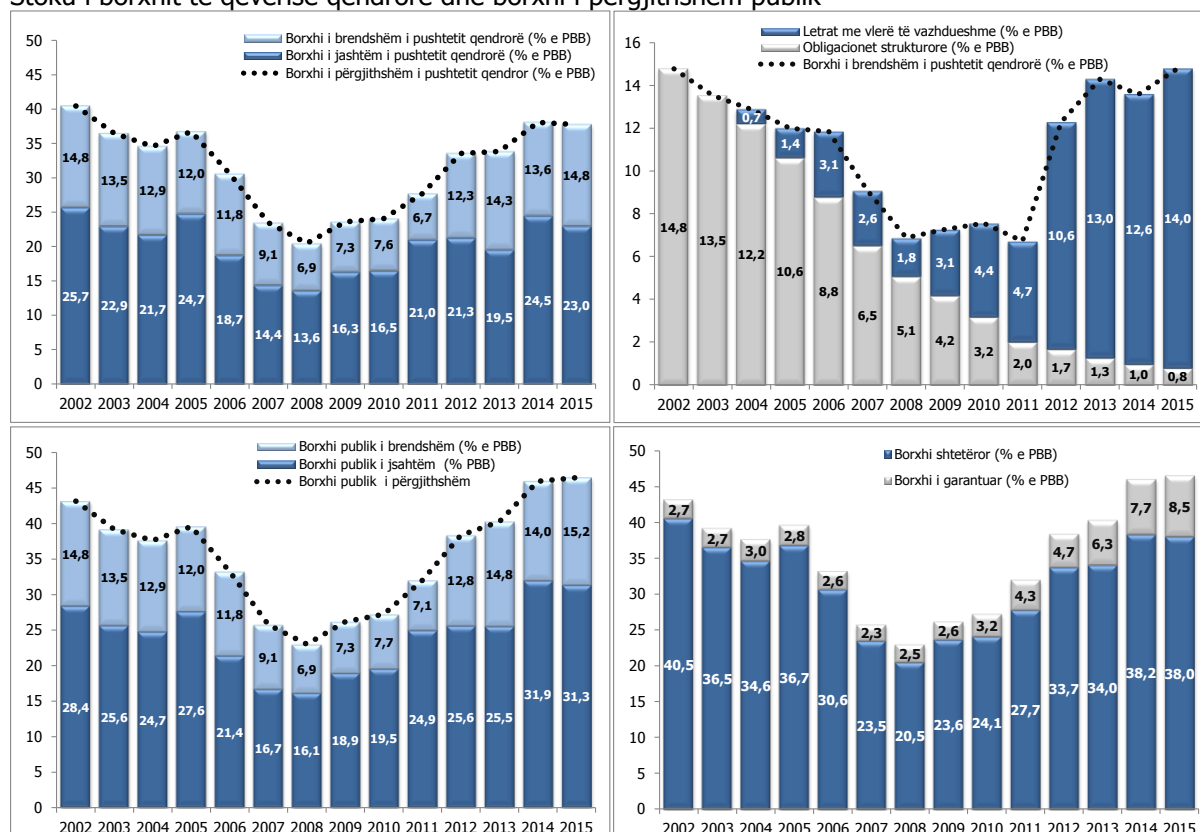 Stoku i borxhit të qeverisë qendrore dhe borxhi i përgjithshëm publik
Borxhi i brendshëm i pushtetit qendrorë (% e PBB)
Borxhi i jashtëm i pushtetit qendrorë (% e PBB)
Borxhi i përgjithshëm i pushtetit qendror (% e PBB)
50
45
40
35
30
25
20
15
10
5
0
14,8 13,5 12,9 12,0 11,8 9,1 6,9 7,3 7,6 6,7 12,3 14,3 13,6 14,8
25,7 22,9 21,7 24,7 18,7 14,4 13,6 16,3 16,5 21,0 21,3 19,5 24,5 23,0
2002 2003 2004 2005 2006 2007 2008 2009 2010 2011 2012 2013 2014 2015
Letrat me vlerë të vazhdueshme (% e PBB)
Obligacionet strukturore (% e PBB)
Borxhi i brendshëm i pushtetit qendrorë (% e PBB)
16
14
12
10
8
6
4
2
0
0,7 1,4 3,1 2,6 1,8 3,1 4,4 4,7 10,6 13,0 12,6 14,0
14,8 13,5 12,2 10,6 8,8 6,5 5,1 4,2 3,2 2,0 1,7 1,3 1,0 0,8
2002 2003 2004 2005 2006 2007 2008 2009 2010 2011 2012 2013 2014 2015
Borxhi publik i brendshëm (% e PBB)
Borxhi publik i jsahtëm (% PBB)
Borxhi publik i përgjithshëm
50
45
40
35
30
25
20
15
10
5
0
14,8 13,5 12,9 12,0 11,8 9,1 6,9 7,3 7,7 7,1 12,8 14,8 14,0 15,2
28,4 25,6 24,7 27,6 21,4 16,7 16,1 18,9 19,5 24,9 25,6 25,5 31,9 31,3
2002 2003 2004 2005 2006 2007 2008 2009 2010 2011 2012 2013 2014 2015
Borxhi shtetëror (% e PBB)
Borxhi i garantuar (% e PBB)
50
45
40
35
30
25
20
15
10
5
0
2,7 2,7 3,0 2,8 2,6 2,3 2,5 2,6 3,2 4,3 4,7 6,3 7,7 8,5
40,5 36,5 34,6 36,7 30,6 23,5 20,5 23,6 24,1 27,7 33,7 34,0 38,2 38,0
2002 2003 2004 2005 2006 2007 2008 2009 2010 2011 2012 2013 2014 2015